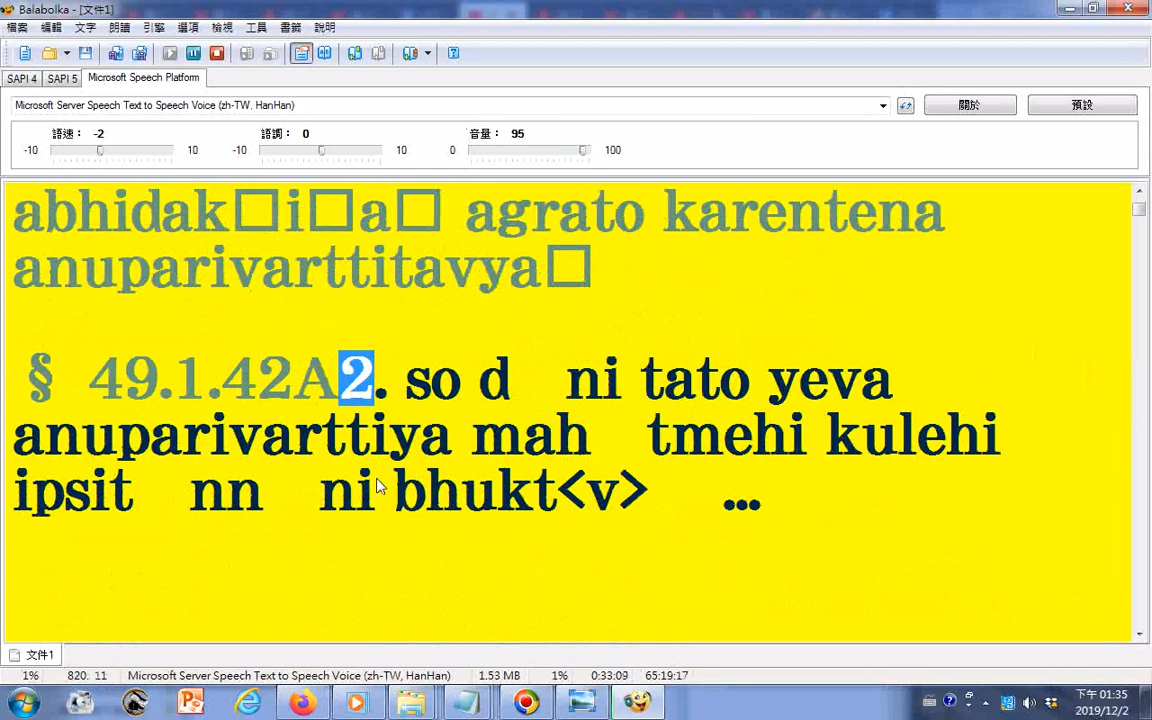 Balabolka - [文件1]
檔案 編輯 文字 朗讀 引擎 選項 檢視 工具 書籤 說明
SAPI 4 SAPI 5 Microsoft Speech Platform
Microsoft Server Speech Text to Speech Voice (zh-TW, HanHan) 關於 預設
語速： -2 語調： 0 音量： 95
-10 10 -10 10 0 100
abhidak□i□a□ agrato karentena
anuparivarttitavya□
§ 49.1.42A2. so d ni tato yeva
anuparivarttiya mah tmehi kulehi
ipsit nn ni bhukt<v> ...
文件1
1% 820. 11 Microsoft Server Speech Text to Speech Voice (zh-TW, HanHan) 1.53 MB 1% 0:33:09 65:19:17
下午 01:35
2019/12/2